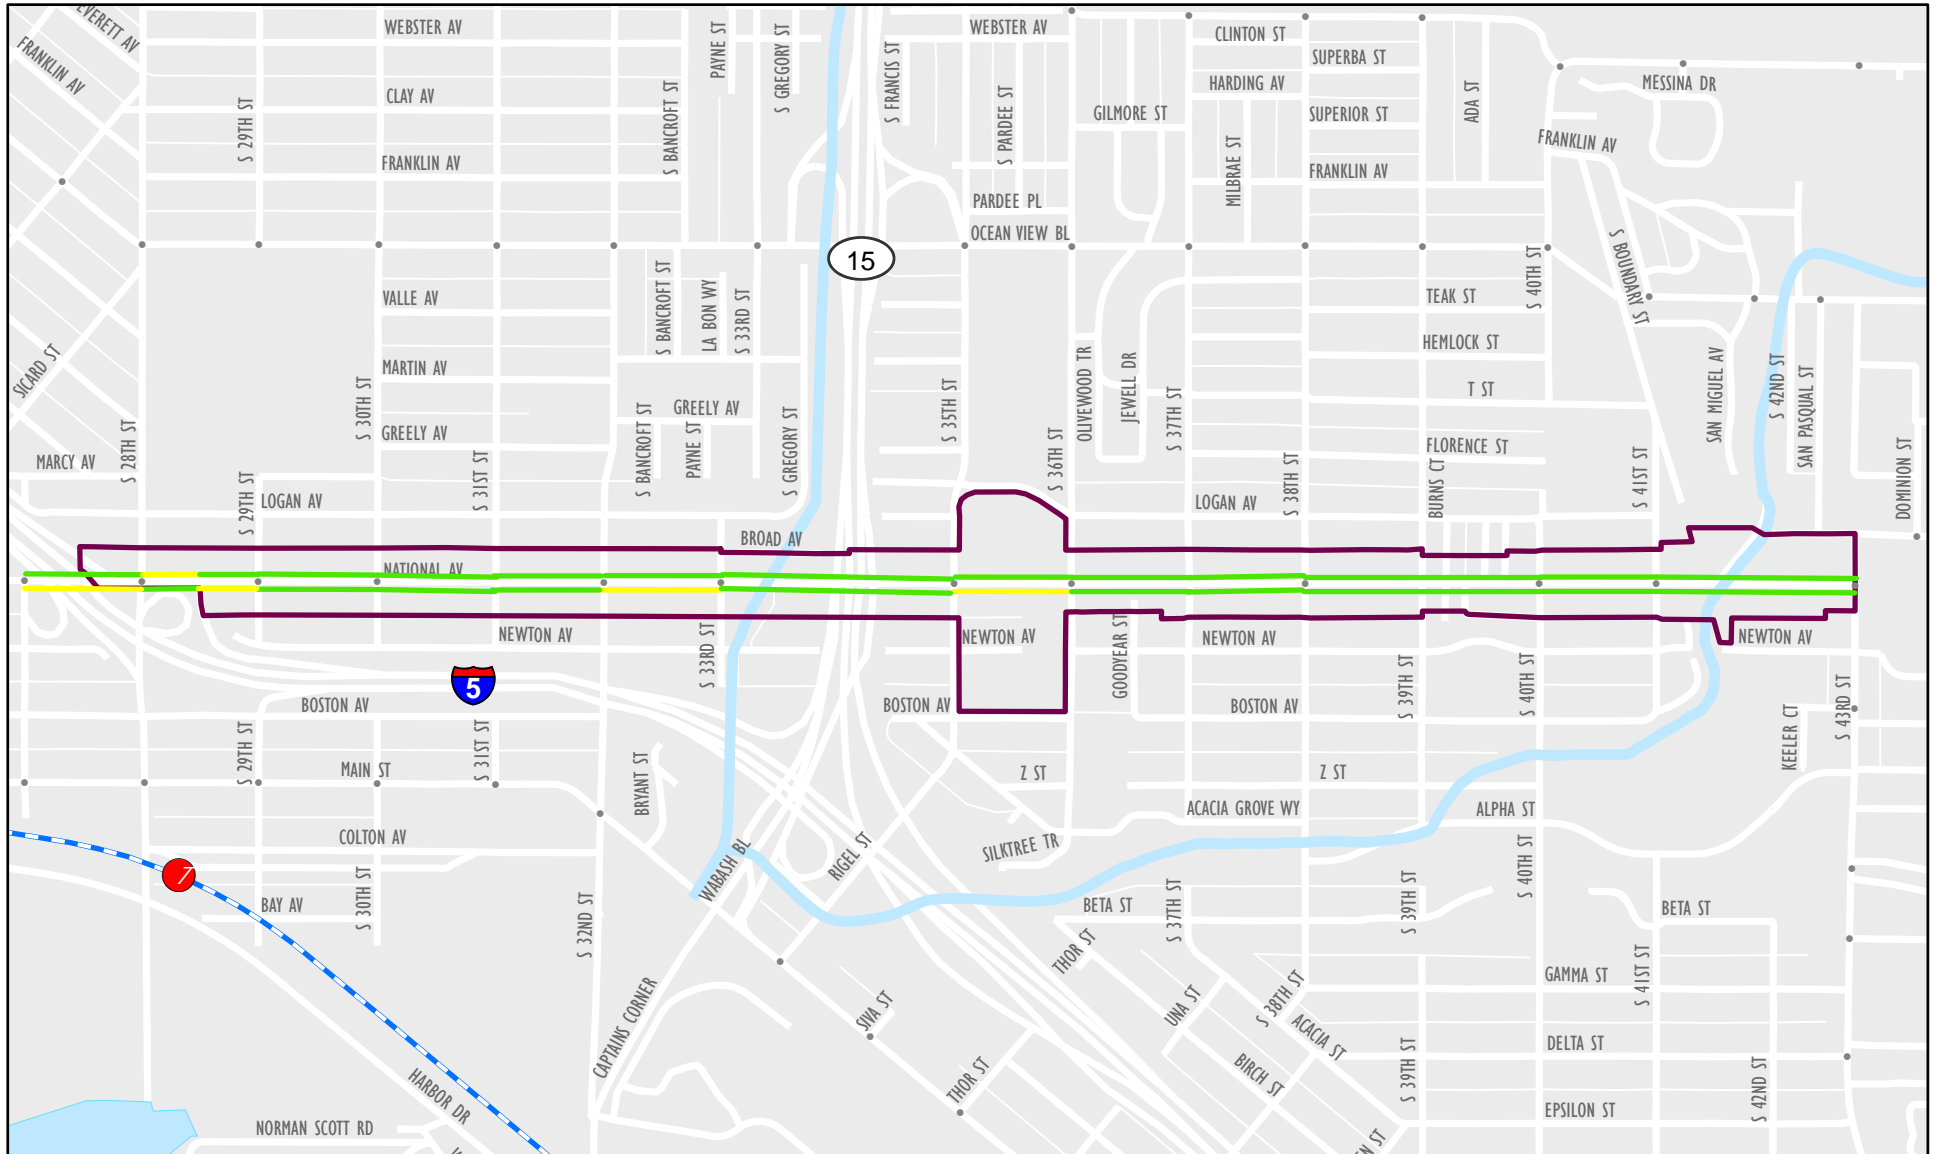 EVERETT AV
WEBSTER AV
PAYNE ST
S GREGORY ST
S FRANCIS ST
WEBSTER AV
CLINTON ST
SUPERBA ST
FRANKLIN AV
CLAY AV
S 29TH ST
S BANCROFT ST
S PARDEE ST
GILMORE ST
HARDING AV
SUPERIOR ST
ADA ST
MESSINA DR
FRANKLIN AV
FRANKLIN AV
MILBRAE ST
FRANKLIN AV
PARDEE PL
OCEAN VIEW BL
15
S BOUNDARY ST
S 40TH ST
VALLE AV
S BANCROFT ST
LA BON WY
S 33RD ST
TEAK ST
HEMLOCK ST
SICARD ST
MARTIN AV
S 30TH ST
GREELY AV
GREELY AV
S BANCROFT ST
PAYNE ST
S GREGORY ST
S 35TH ST
OLIVEWOOD TR
JEWELL DR
S 37TH ST
T ST
SAN MIGUEL AV
S 42ND ST
SAN PASQUAL ST
MARCY AV
S 28TH ST
S 29TH ST
LOGAN AV
S 31ST ST
S 36TH ST
LOGAN AV
S 38TH ST
FLORENCE ST
BURNS CT
S 41ST ST
DOMINION ST
BROAD AV
NATIONAL AV
NEWTON AV
S 33RD ST
NEWTON AV
GOODYEAR ST
NEWTON AV
NEWTON AV
5
BOSTON AV
BOSTON AV
BOSTON AV
S 39TH ST
S 40TH ST
KEELER CT
S 43RD ST
S 29TH ST
S 31ST ST
MAIN ST
BRYANT ST
Z ST
Z ST
COLTON AV
ACACIA GROVE WY
ALPHA ST
SILKTREE TR
RIGEL ST
WABASH BL
7
BAY AV
S 30TH ST
S 32ND ST
BETA ST
S 37TH ST
S 39TH ST
S 40TH ST
BETA ST
THOR ST
GAMMA ST
S 41ST ST
CAPTAINS CORNER
SIVA ST
UNA ST
S 38TH ST
ACACIA ST
DELTA ST
HARBOR DR
THOR ST
BIRCH ST
S 39TH ST
S 42ND ST
EPSILON ST
NORMAN SCOTT RD